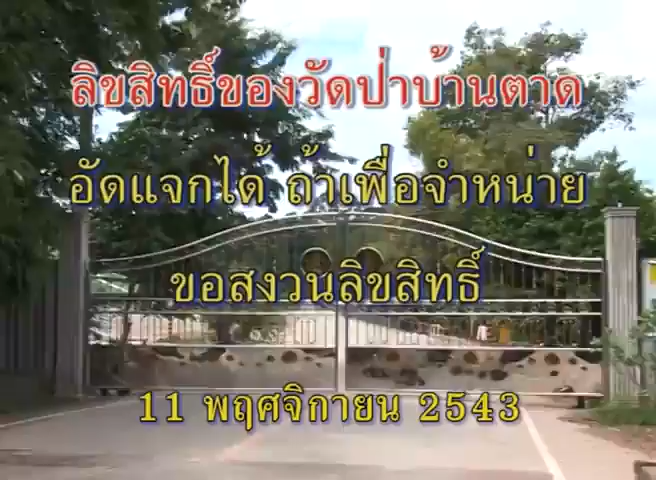 ลิขสิทธิ์ของวัดป่าบ้านตาด
อัดแจกได้ ถ้าเพื่อจำหน่าย
ขอสงวนลิขสิทธิ์
11 พฤศจิกายน 2543